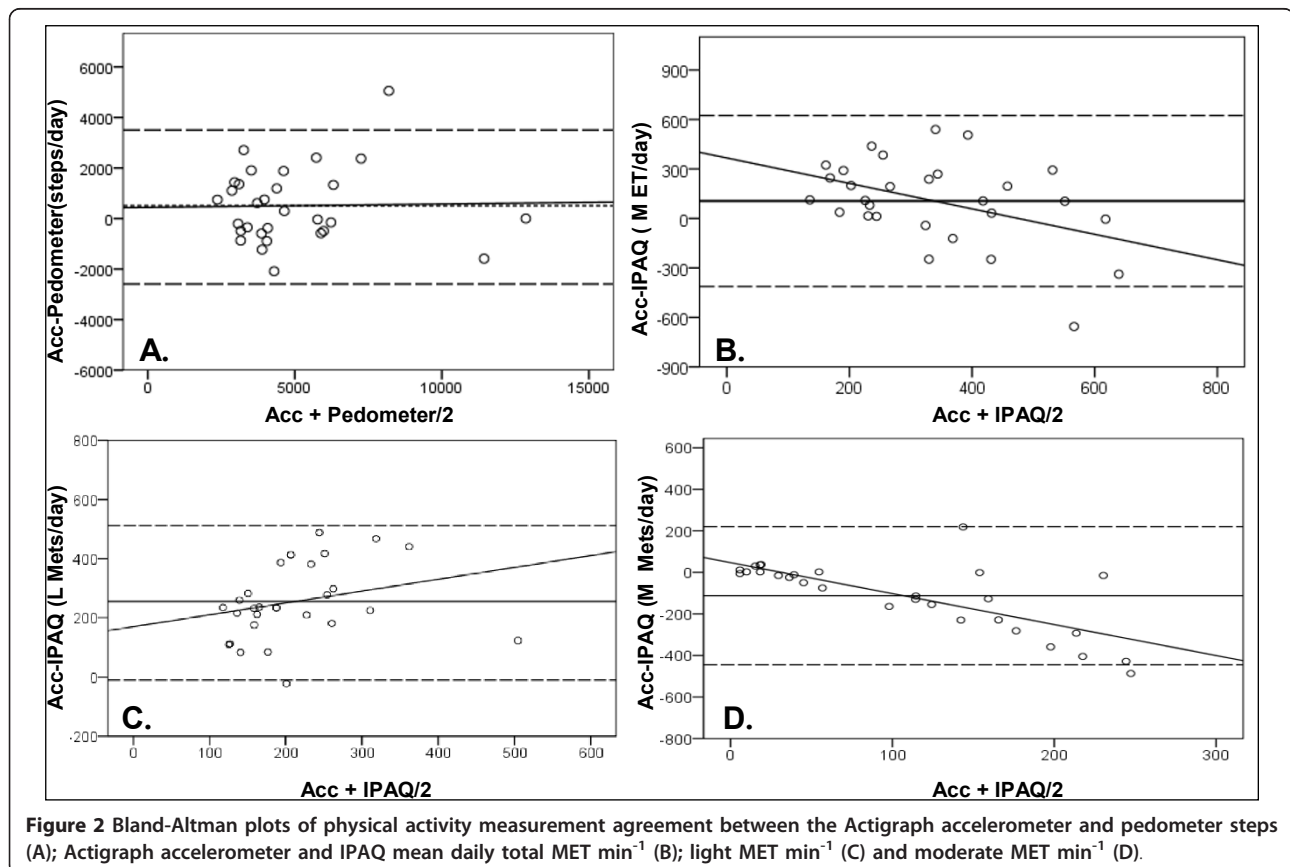 Acc-Pedometer(steps/day)
6000
4000
2000
0
-2000
-4000
-6000
A.
0 5000 10000 15000
Acc + Pedometer/2
Acc-IPAQ ( M ET/day)
900
600
300
0
-300
-600
-900
B.
0 200 400 600 800
Acc + IPAQ/2
Acc-IPAQ (L Mets/day)
800
600
400
200
0
-200
C.
0 100 200 300 400 500 600
Acc + IPAQ/2
Acc-IPAQ (M Mets/day)
600
400
200
0
-200
-400
-600
-800
D.
0 100 200 300
Acc + IPAQ/2
Figure 2 Bland-Altman plots of physical activity measurement agreement between the Actigraph accelerometer and pedometer steps
(A); Actigraph accelerometer and IPAQ mean daily total MET min⁻¹ (B); light MET min⁻¹ (C) and moderate MET min⁻¹ (D).